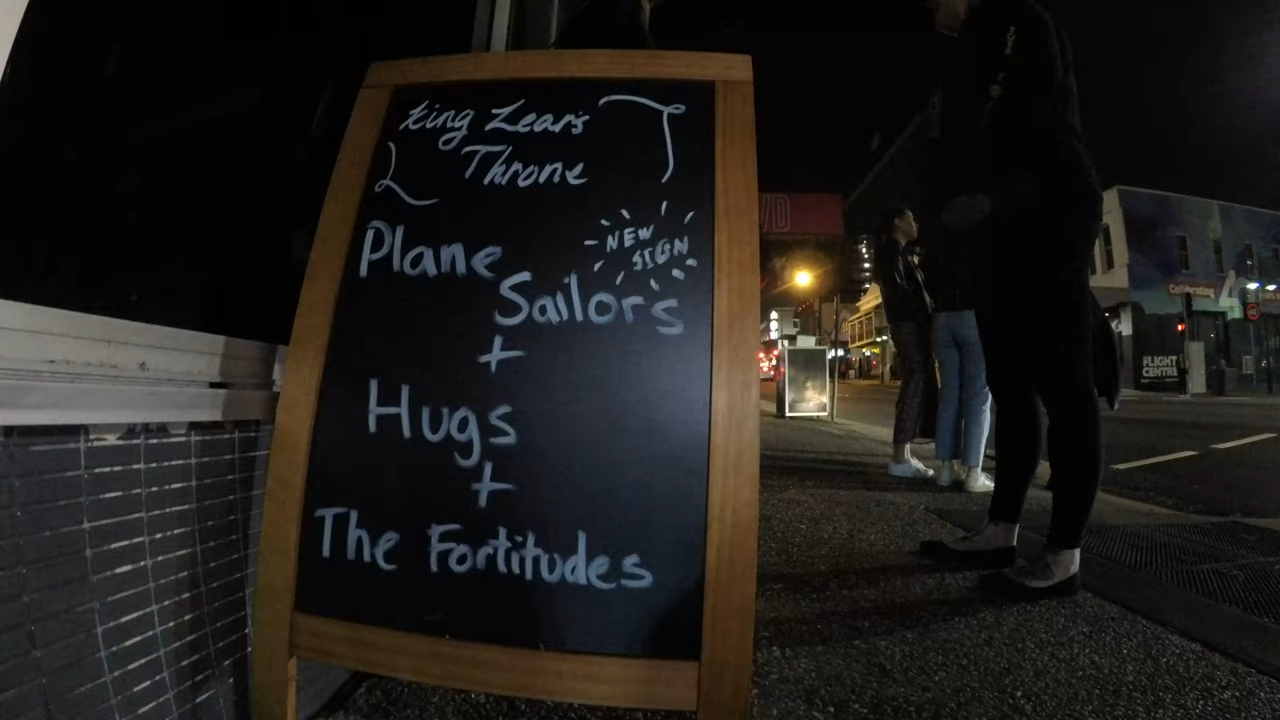 King Lear's
Throne
NEW
SIGN
Plane
Sailors
+
Hugs
+
The Fortitudes
FLIGHT
CENTRE